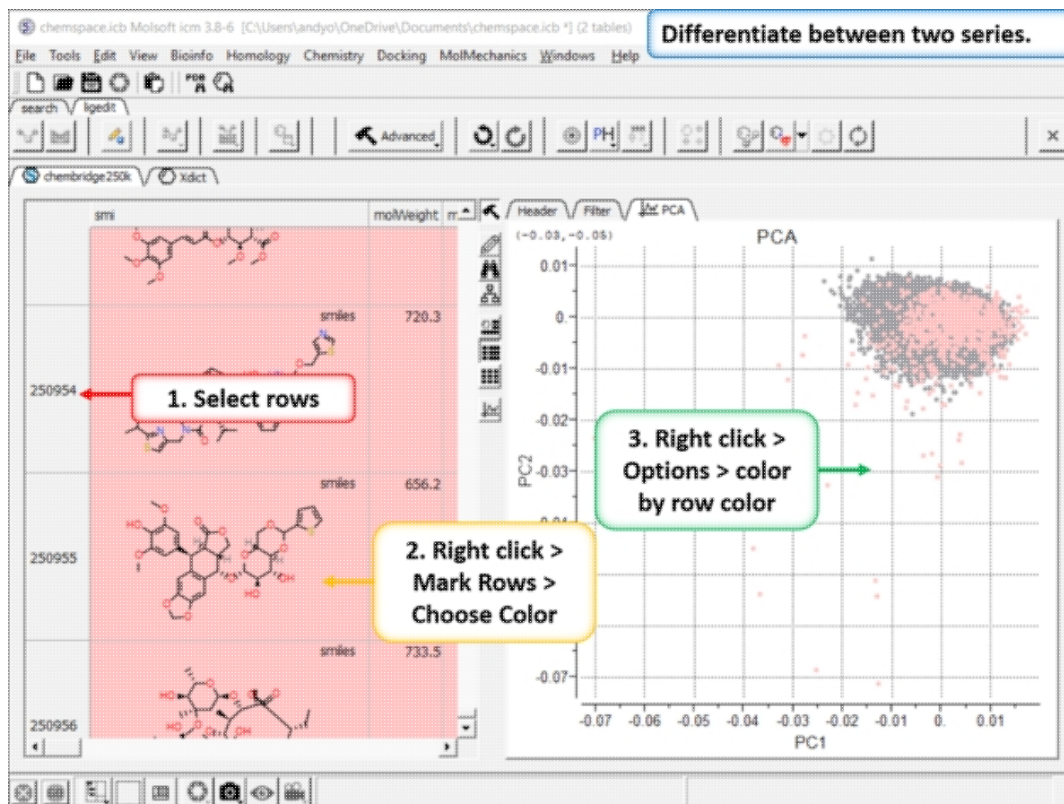 chemspace.icb Molsoft icm 3.8-6 [C:\Users\andyo\OneDrive\Documents\chemspace.icb *] (2 tables)
Differentiate between two series.
File Tools Edit View Bioinfo Homology Chemistry Docking MolMechanics Windows Help
search ligedit
Advanced
PH
chembridge250k Xdict
smi molWeight m
Header Filter PCA
(-0.03,-0.05)
PCA
smiles 720.3
250954
1. Select rows
smiles 656.2
250955
2. Right click >
Mark Rows >
Choose Color
smiles 733.5
250956
3. Right click >
Options > color
by row color
0.01
0.
-0.01
-0.02
-0.03
-0.04
-0.07
PC2
-0.07 -0.06 -0.05 -0.04 -0.03 -0.02 -0.01 0. 0.01
PC1